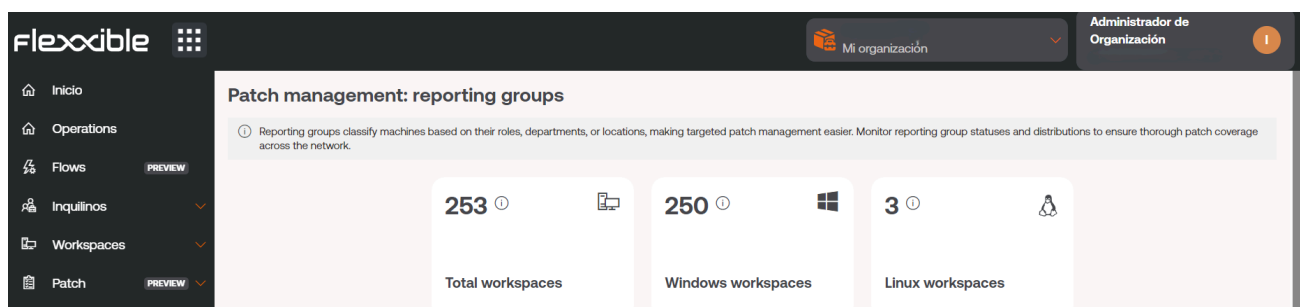 Flexxible
Mi organización
Administrador de
Organización
I
Inicio
Operations
Flows PREVIEW
Inquilinos
Workspaces
Patch PREVIEW
Patch management: reporting groups
Reporting groups classify machines based on their roles, departments, or locations, making targeted patch management easier. Monitor reporting group statuses and distributions to ensure thorough patch coverage
across the network.
253
Total workspaces
250
Windows workspaces
3
Linux workspaces